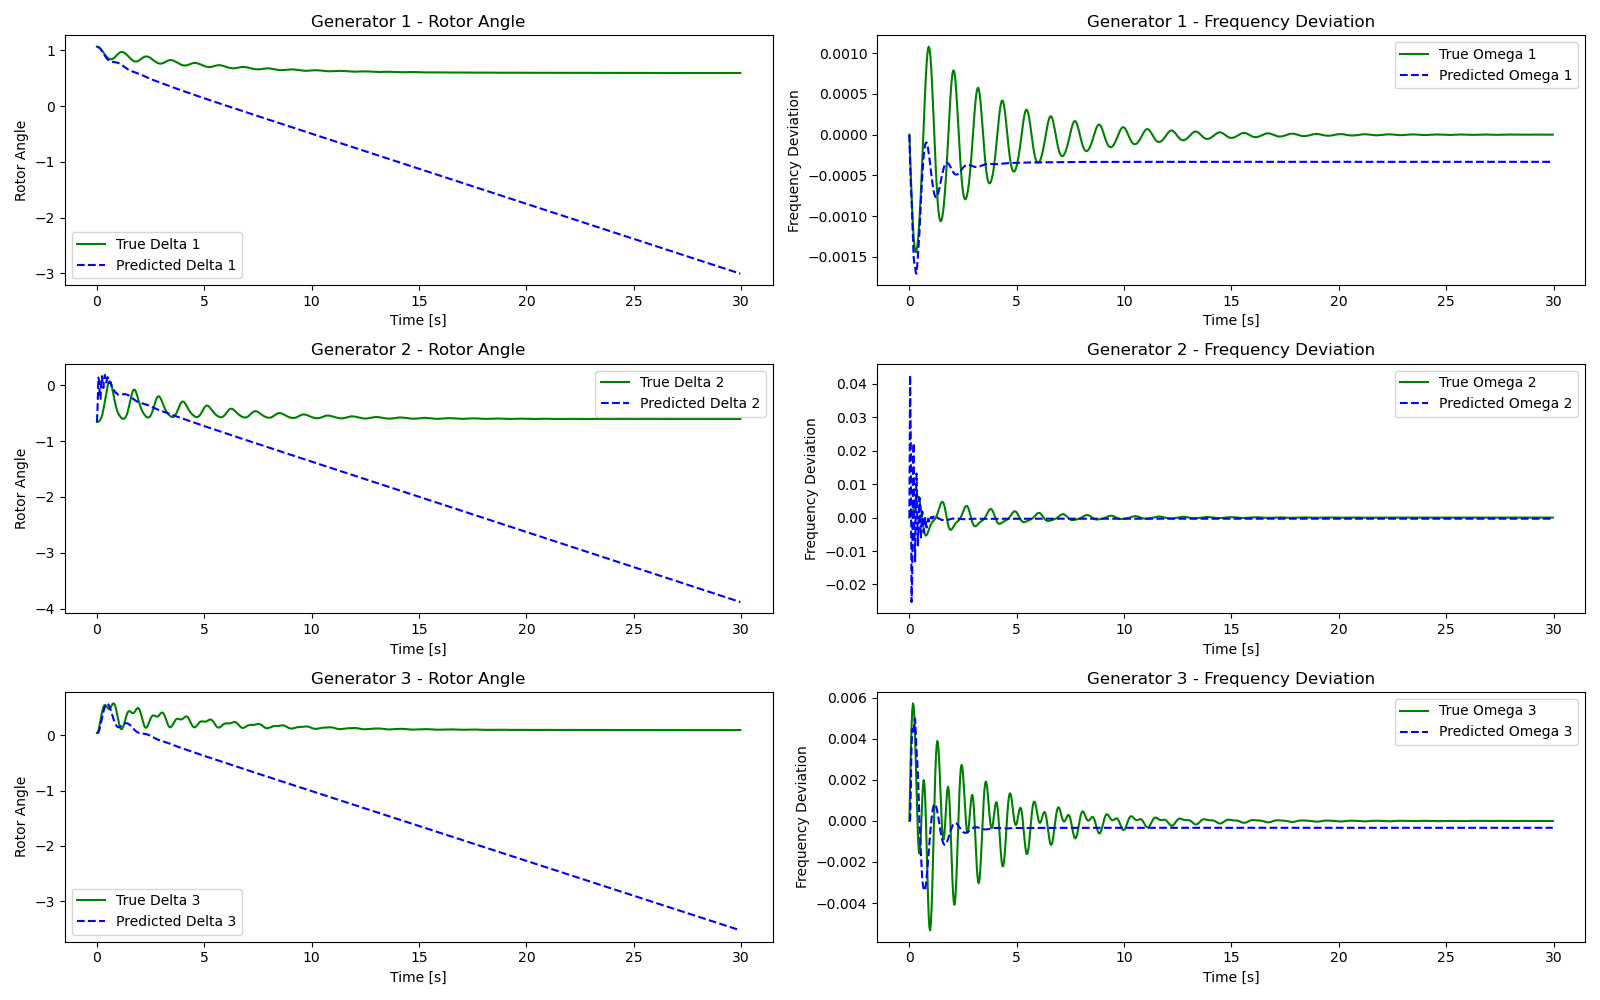 Generator 1 - Rotor Angle
Rotor Angle
1
0
−1
−2
−3
True Delta 1
Predicted Delta 1
0 5 10 15 20 25 30
Time [s]
Generator 1 - Frequency Deviation
Frequency Deviation
0.0010
0.0005
0.0000
−0.0005
−0.0010
−0.0015
True Omega 1
Predicted Omega 1
0 5 10 15 20 25 30
Time [s]
Generator 2 - Rotor Angle
Rotor Angle
0
−1
−2
−3
−4
True Delta 2
Predicted Delta 2
0 5 10 15 20 25 30
Time [s]
Generator 2 - Frequency Deviation
Frequency Deviation
0.04
0.03
0.02
0.01
0.00
−0.01
−0.02
True Omega 2
Predicted Omega 2
0 5 10 15 20 25 30
Time [s]
Generator 3 - Rotor Angle
Rotor Angle
0
−1
−2
−3
True Delta 3
Predicted Delta 3
0 5 10 15 20 25 30
Time [s]
Generator 3 - Frequency Deviation
Frequency Deviation
0.006
0.004
0.002
0.000
−0.002
−0.004
True Omega 3
Predicted Omega 3
0 5 10 15 20 25 30
Time [s]